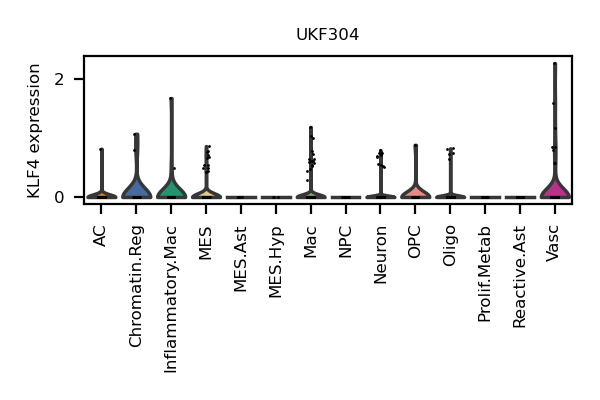 UKF304
KLF4 expression
2
0
AC
Chromatin.Reg
Inflammatory.Mac
MES
MES.Ast
MES.Hyp
Mac
NPC
Neuron
OPC
Oligo
Prolif.Metab
Reactive.Ast
Vasc